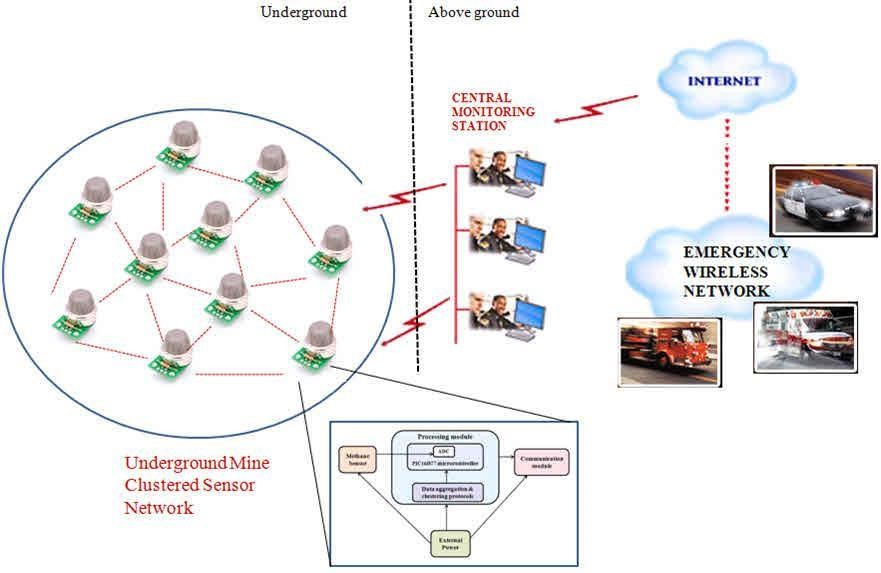 Underground
Above ground
INTERNET
CENTRAL
MONITORING
STATION
EMERGENCY
WIRELESS
NETWORK
Underground Mine
Clustered Sensor
Network
Processing module
ADC
PIC16f877 microcontroller
Methane
Sensor
Communication
module
Data aggregation &
clustering protocols
External
Power